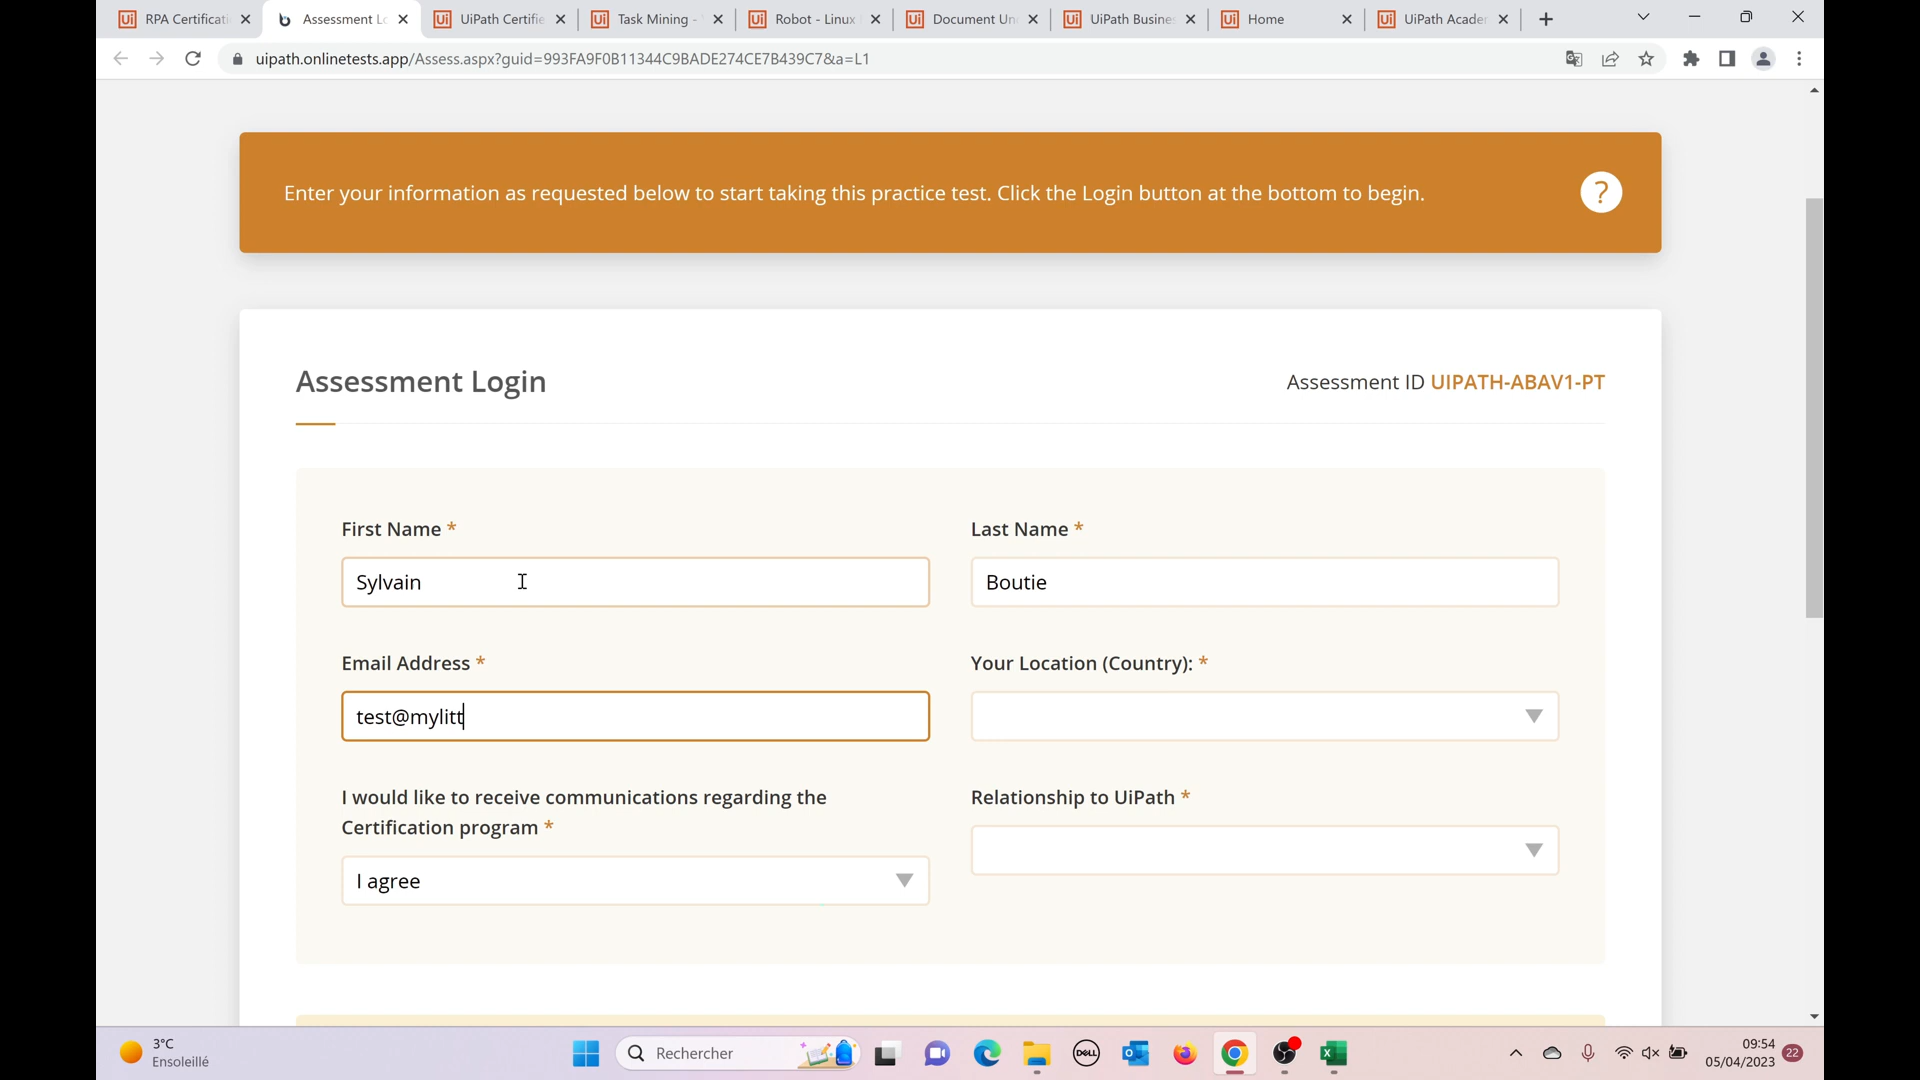 RPA Certificati
Assessment Lo
UiPath Certifie
Task Mining -
Robot - Linux
Document Un
UiPath Busine
Home
UiPath Acader
uipath.onlinetests.app/Assess.aspx?guid=993FA9F0B11344C9BADE274CE7B439C7&a=L1
Enter your information as requested below to start taking this practice test. Click the Login button at the bottom to begin.
?
Assessment Login
Assessment ID UIPATH-ABAV1-PT
First Name *
Last Name *
Sylvain
Boutie
Email Address *
Your Location (Country): *
test@mylitt
I would like to receive communications regarding the
Certification program *
Relationship to UiPath *
I agree
3°C
Ensoleillé
Rechercher
DELL
09:54
05/04/2023
22